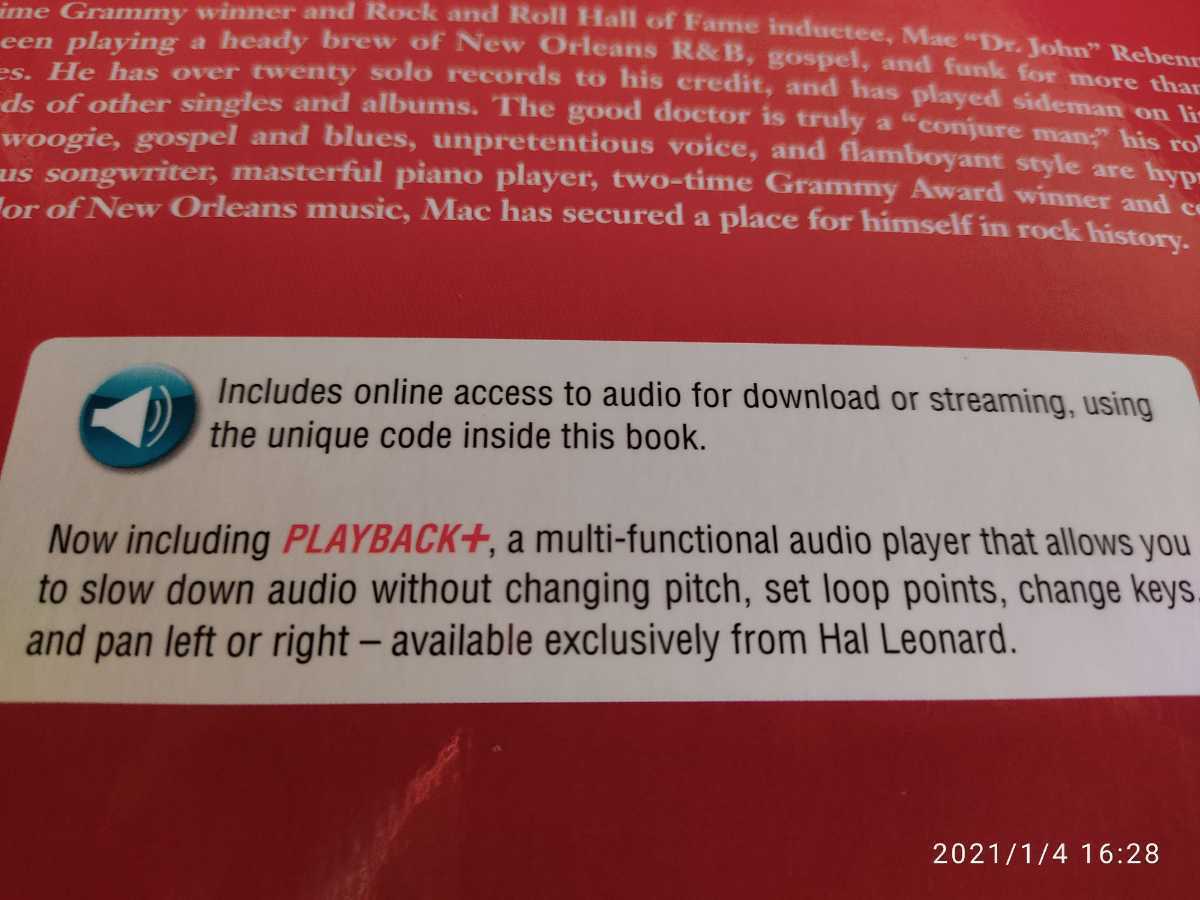 ime Grammy winner and Rock and Roll Hall of Fame inductee, Mac “Dr. John” Rebenn
een playing a heady brew of New Orleans R&B, gospel, and funk for more than
es. He has over twenty solo records to his credit, and has played sideman on li
ds of other singles and albums. The good doctor is truly a “conjure man;” his rol
woogie, gospel and blues, unpretentious voice, and flamboyant style are hypn
us songwriter, masterful piano player, two-time Grammy Award winner and c
lor of New Orleans music, Mac has secured a place for himself in rock history.
Includes online access to audio for download or streaming, using
the unique code inside this book.
Now including PLAYBACK+, a multi-functional audio player that allows you
to slow down audio without changing pitch, set loop points, change keys,
and pan left or right – available exclusively from Hal Leonard.
2021/1/4 16:28